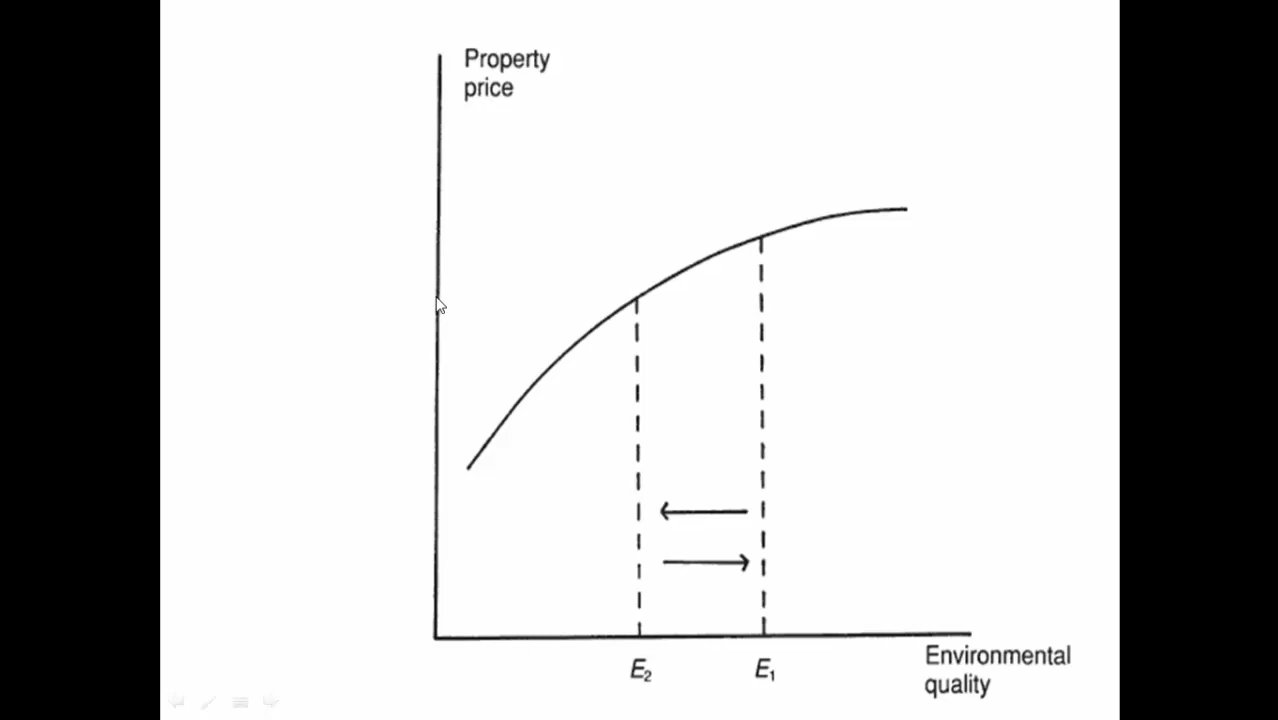 Property
price
E₂
E₁
Environmental
quality